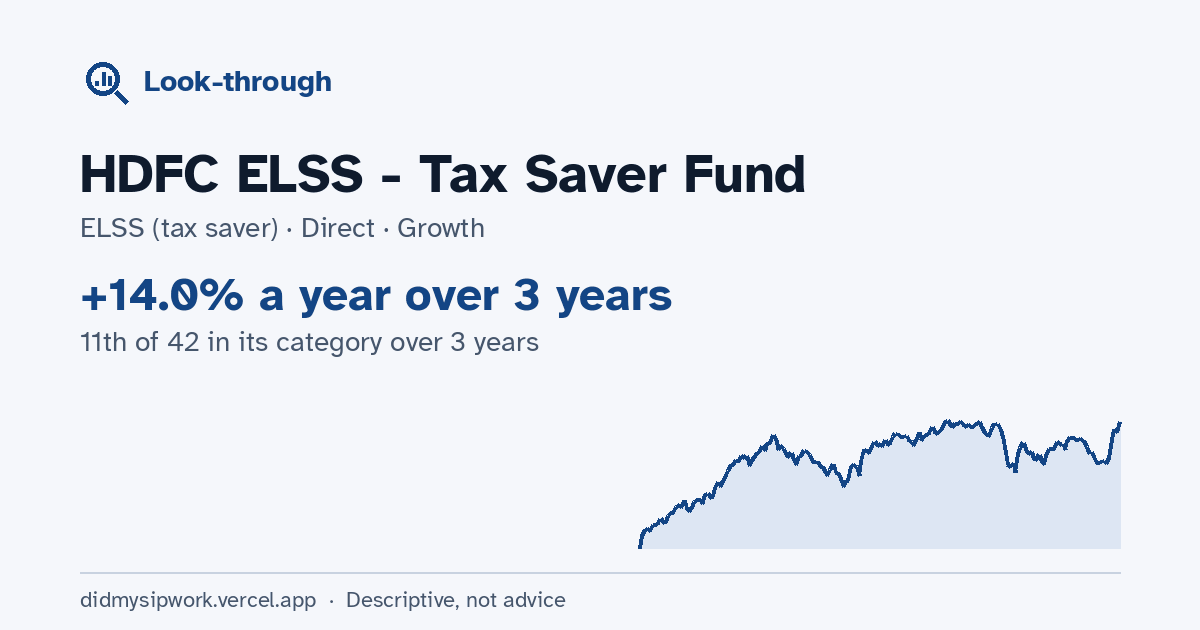 Look-through
HDFC ELSS - Tax Saver Fund
ELSS (tax saver) · Direct · Growth
+14.0% a year over 3 years
11th of 42 in its category over 3 years
didmysipwork.vercel.app · Descriptive, not advice